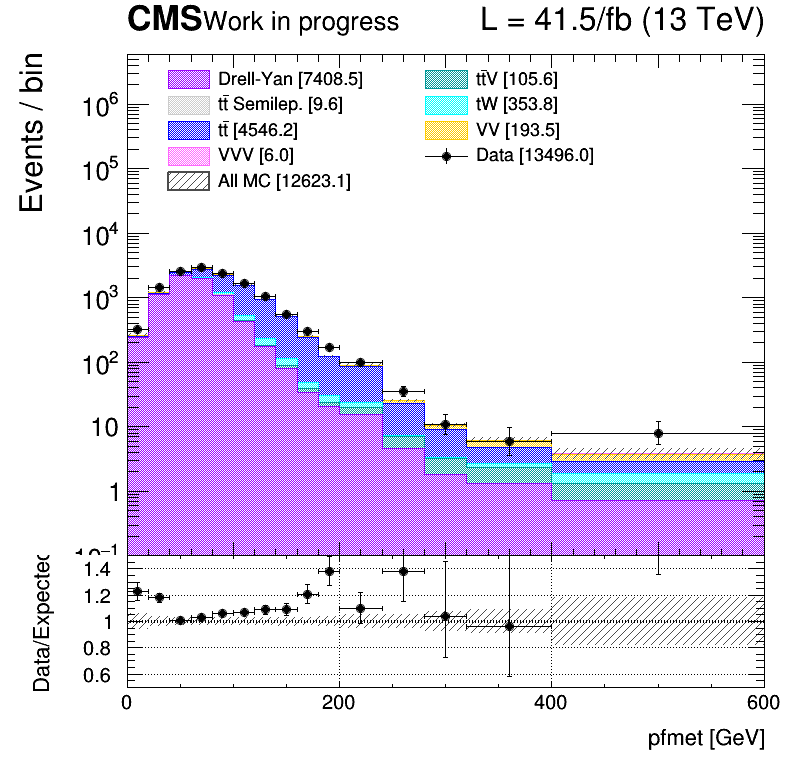 CMS Work in progress L = 41.5/fb (13 TeV)
Events / bin
Drell-Yan [7408.5] tt̄V [105.6]
tt̄ Semilep. [9.6] tW [353.8]
tt̄ [4546.2] VV [193.5]
VVV [6.0] Data [13496.0]
All MC [12623.1]
10⁶
10⁵
10⁴
10³
10²
10
1
10⁻¹
Data/Expected
1.4
1.2
1
0.8
0.6
0 200 400 600
pfmet [GeV]